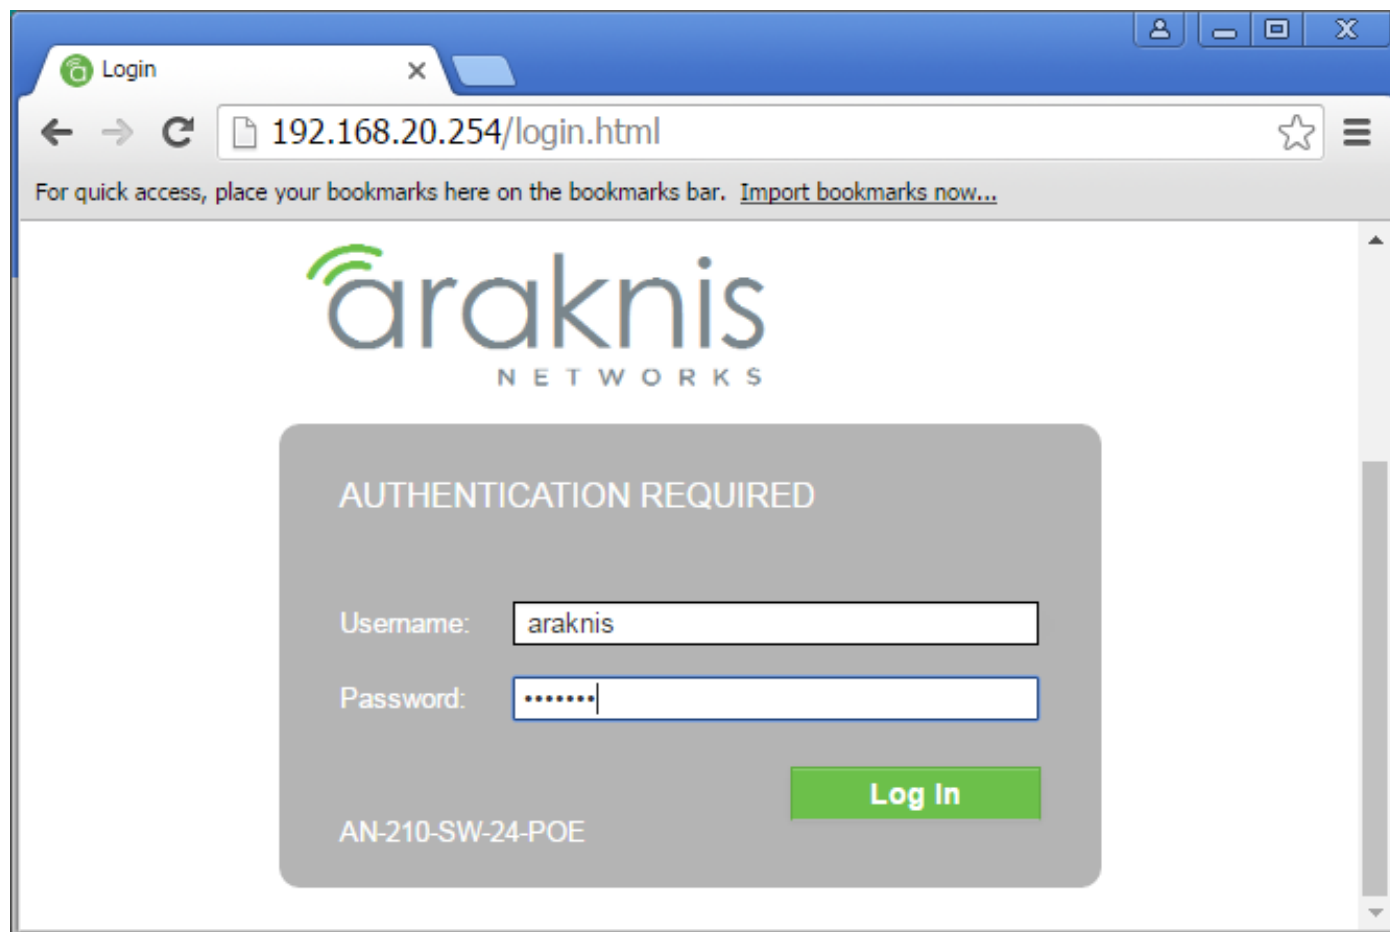 Login
192.168.20.254/login.html
For quick access, place your bookmarks here on the bookmarks bar. Import bookmarks now...
araknis
NETWORKS
AUTHENTICATION REQUIRED
Username: araknis
Password: •••••••
Log In
AN-210-SW-24-POE